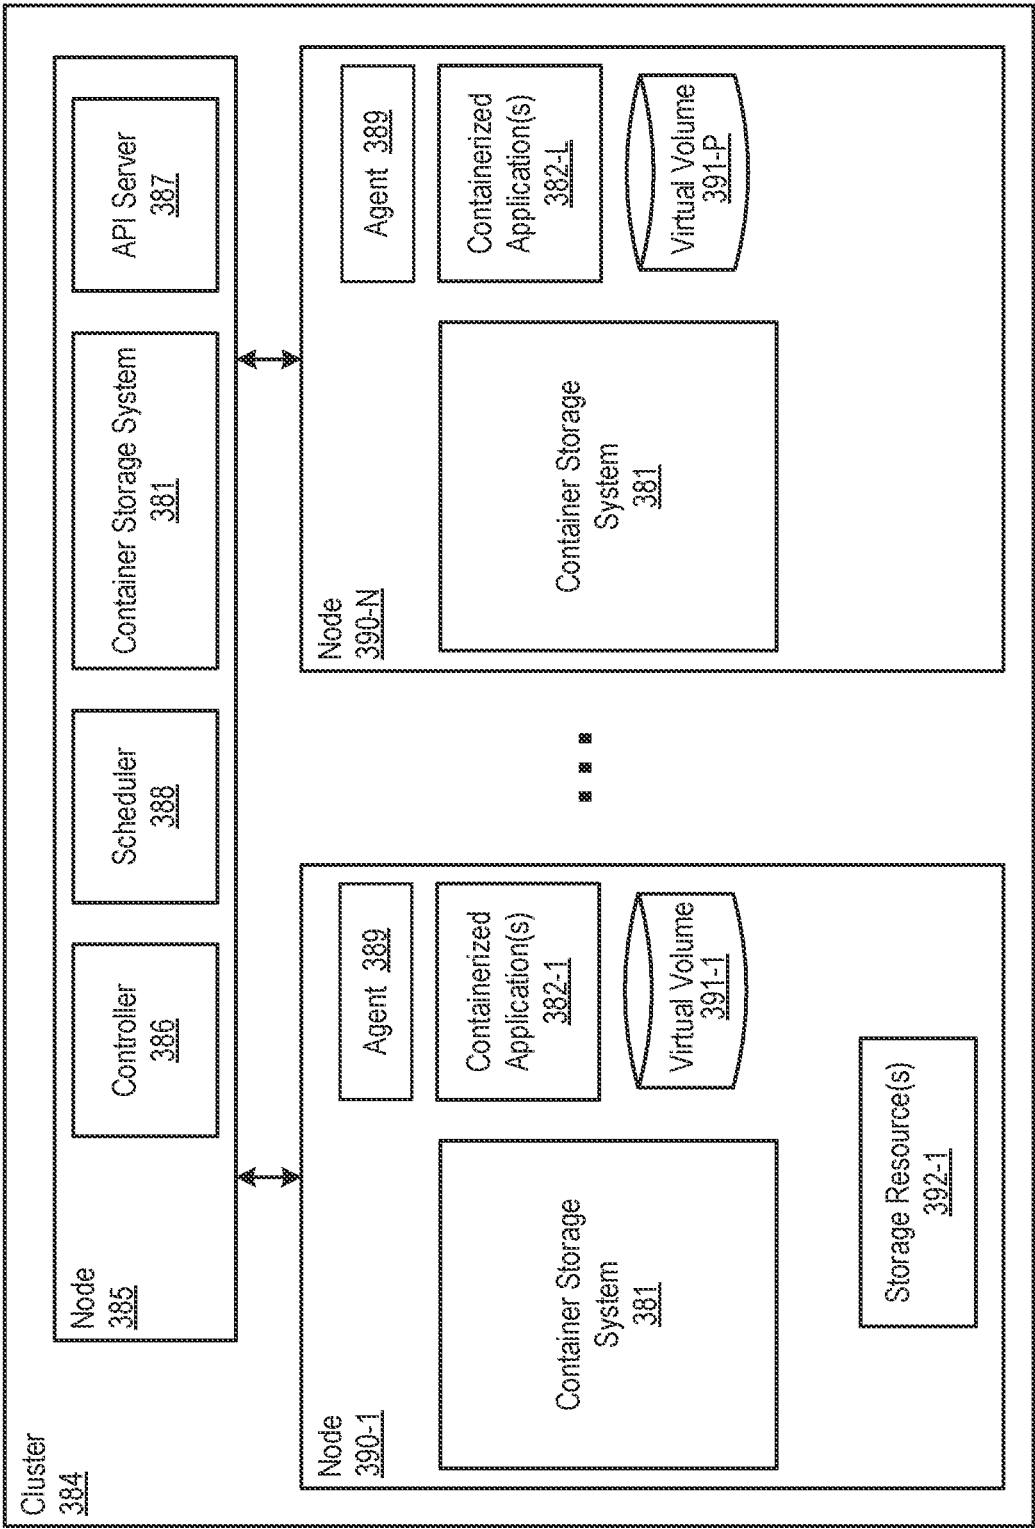 Cluster
384
Node
385
Controller
386
Scheduler
388
Container Storage System
381
API Server
387
Node
390-1
Container Storage
System
381
Agent 389
Containerized
Application(s)
382-1
Virtual Volume
391-1
Storage Resource(s)
392-1
Node
390-N
Container Storage
System
381
Agent 389
Containerized
Application(s)
382-L
Virtual Volume
391-P